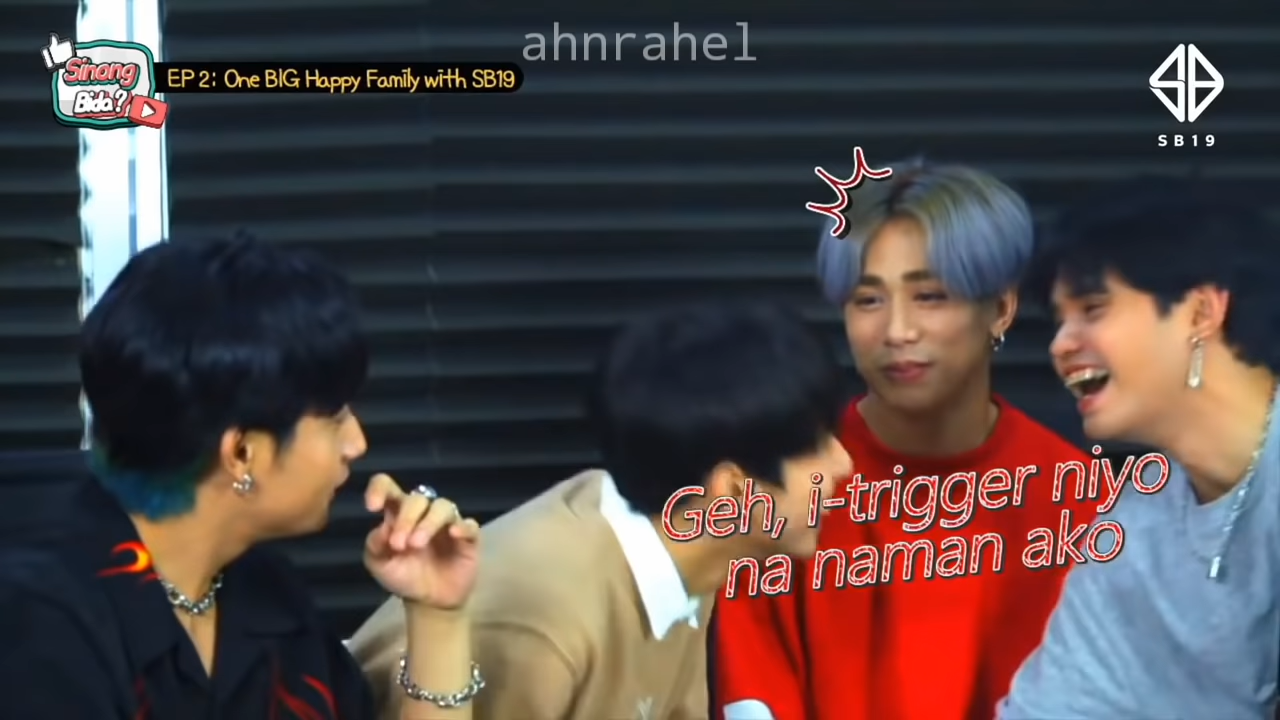 ahnrahel
Sinong
Bida?
EP 2: One BIG Happy Family with SB19
SB19
Geh, i-trigger niyo
na naman ako